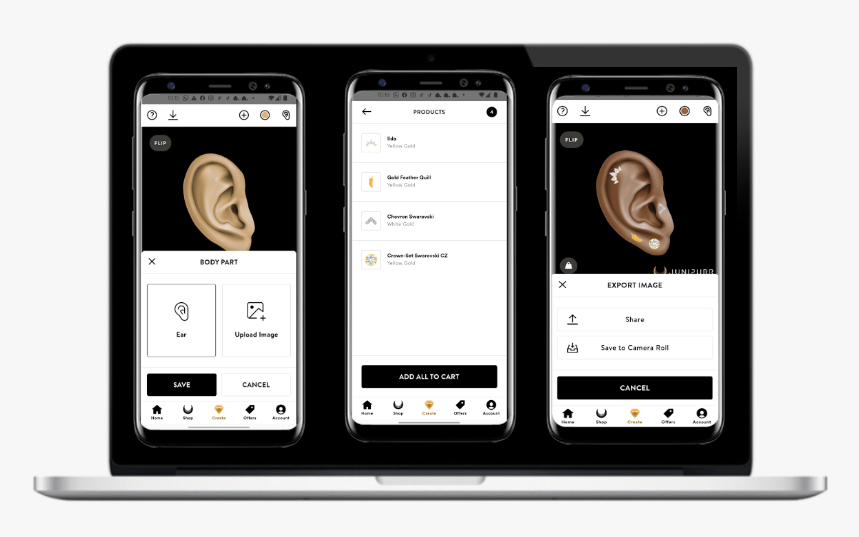 FLIP
BODY PART
Ear
Upload Image
SAVE
CANCEL
Home
Shop
Create
Offers
Account
PRODUCTS
4
Yellow Gold
Gold Feather Quill
Yellow Gold
Chevron Swarovski
White Gold
Crown-Set Swarovski CZ
Yellow Gold
ADD ALL TO CART
Home
Shop
Create
Offers
Account
FLIP
JUNIPURR
EXPORT IMAGE
Share
Save to Camera Roll
CANCEL
Home
Shop
Create
Offers
Account